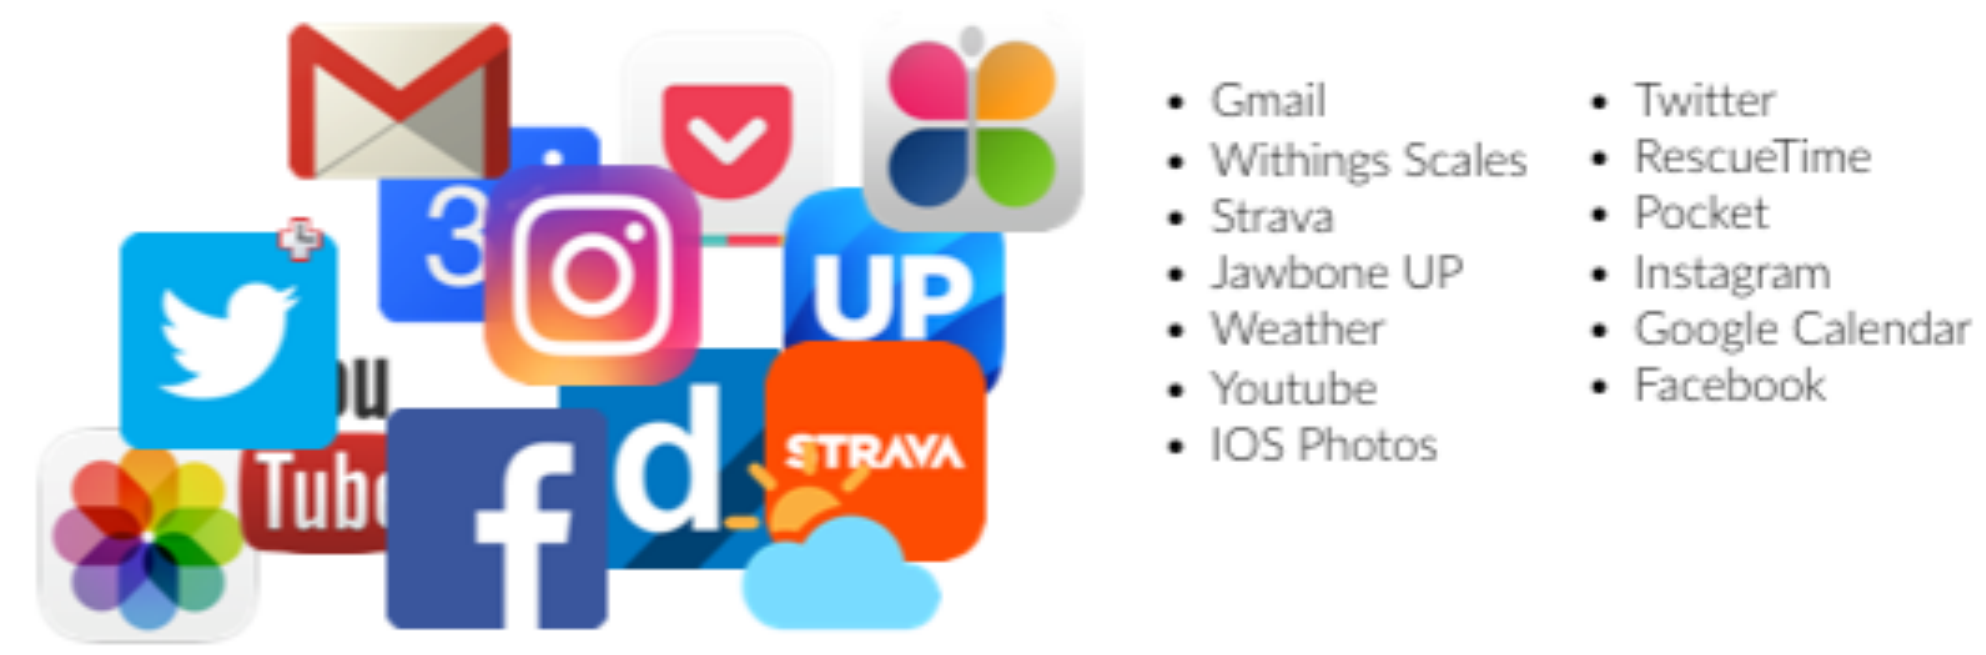 3
UP
ou
Tube
d
STRAVA
f
Gmail
Withings Scales
Strava
Jawbone UP
Weather
Youtube
IOS Photos
Twitter
RescueTime
Pocket
Instagram
Google Calendar
Facebook